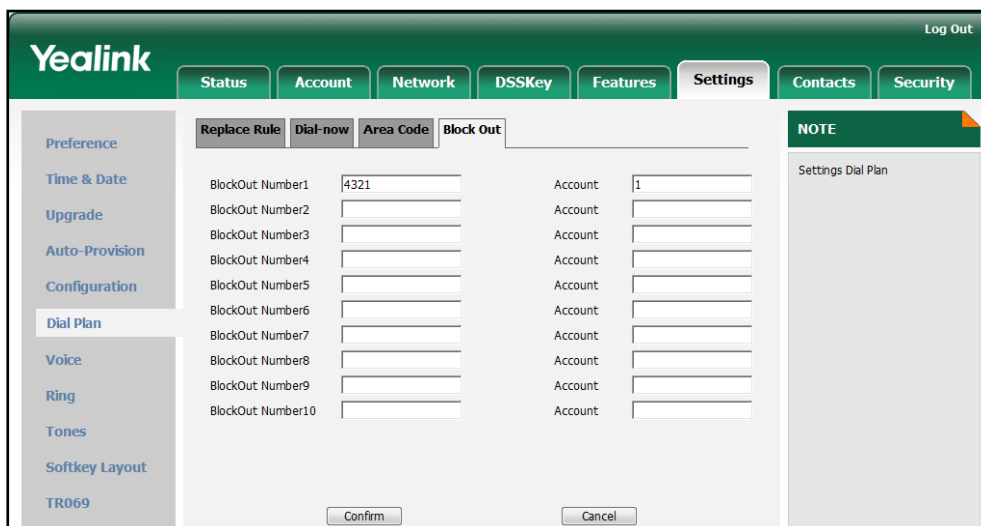 Log Out
Yealink
Status Account Network DSSKey Features Settings Contacts Security
Replace Rule Dial-now Area Code Block Out
NOTE
Settings Dial Plan
Preference
Time & Date
Upgrade
Auto-Provision
Configuration
Dial Plan
Voice
Ring
Tones
Softkey Layout
TR069
BlockOut Number1 4321 Account 1
BlockOut Number2 Account
BlockOut Number3 Account
BlockOut Number4 Account
BlockOut Number5 Account
BlockOut Number6 Account
BlockOut Number7 Account
BlockOut Number8 Account
BlockOut Number9 Account
BlockOut Number10 Account
Confirm Cancel